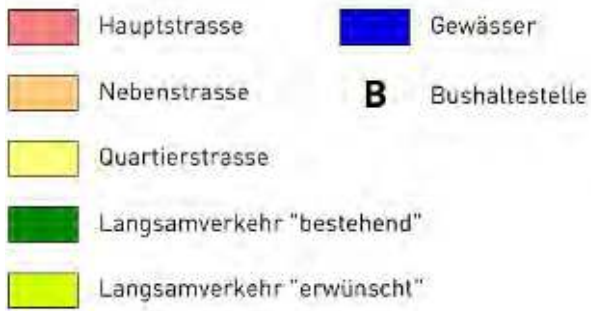 Hauptstrasse
Nebenstrasse
Quartierstrasse
Langsamverkehr "bestehend"
Langsamverkehr "erwünscht"
Gewässer
B Bushaltestelle